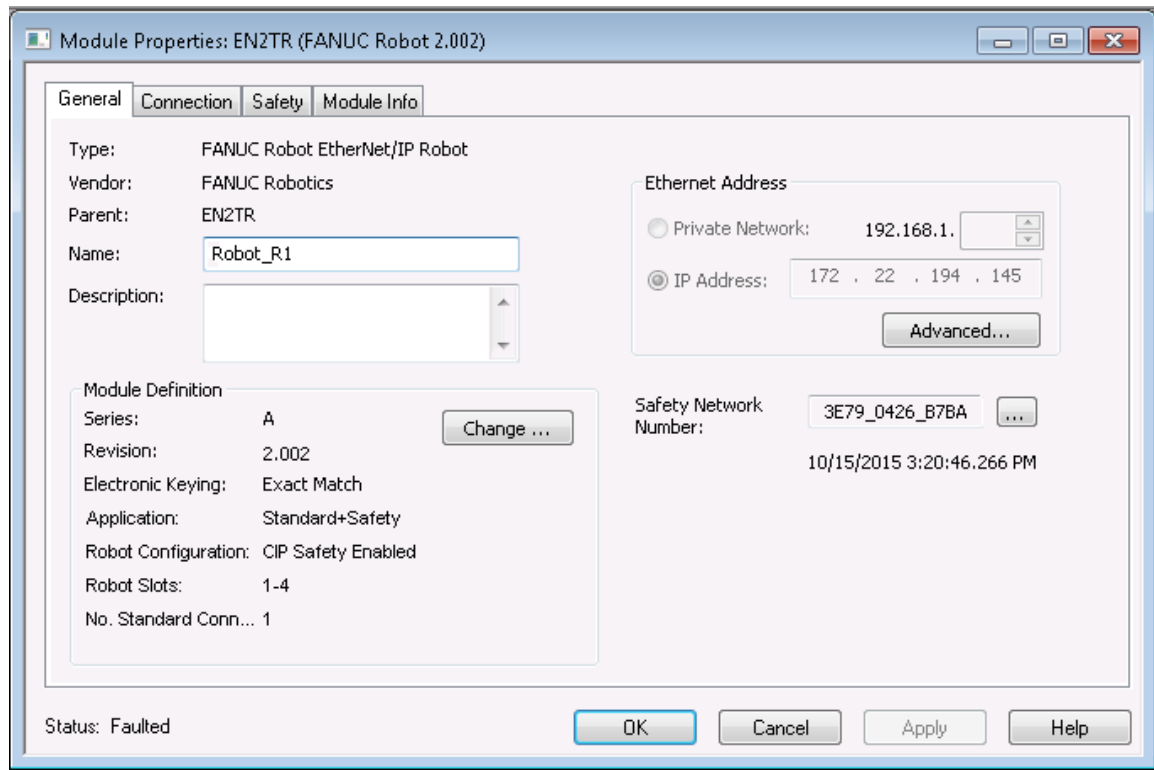 Module Properties: EN2TR (FANUC Robot 2.002)
General Connection Safety Module Info
Type: FANUC Robot EtherNet/IP Robot
Vendor: FANUC Robotics
Parent: EN2TR
Name: Robot_R1
Description:
Ethernet Address
Private Network: 192.168.1.
IP Address: 172 . 22 . 194 . 145
Advanced...
Module Definition
Series: A
Change ...
Revision: 2.002
Electronic Keying: Exact Match
Application: Standard+Safety
Robot Configuration: CIP Safety Enabled
Robot Slots: 1-4
No. Standard Conn... 1
Safety Network
Number:
3E79_0426_B7BA ...
10/15/2015 3:20:46.266 PM
Status: Faulted
OK Cancel Apply Help